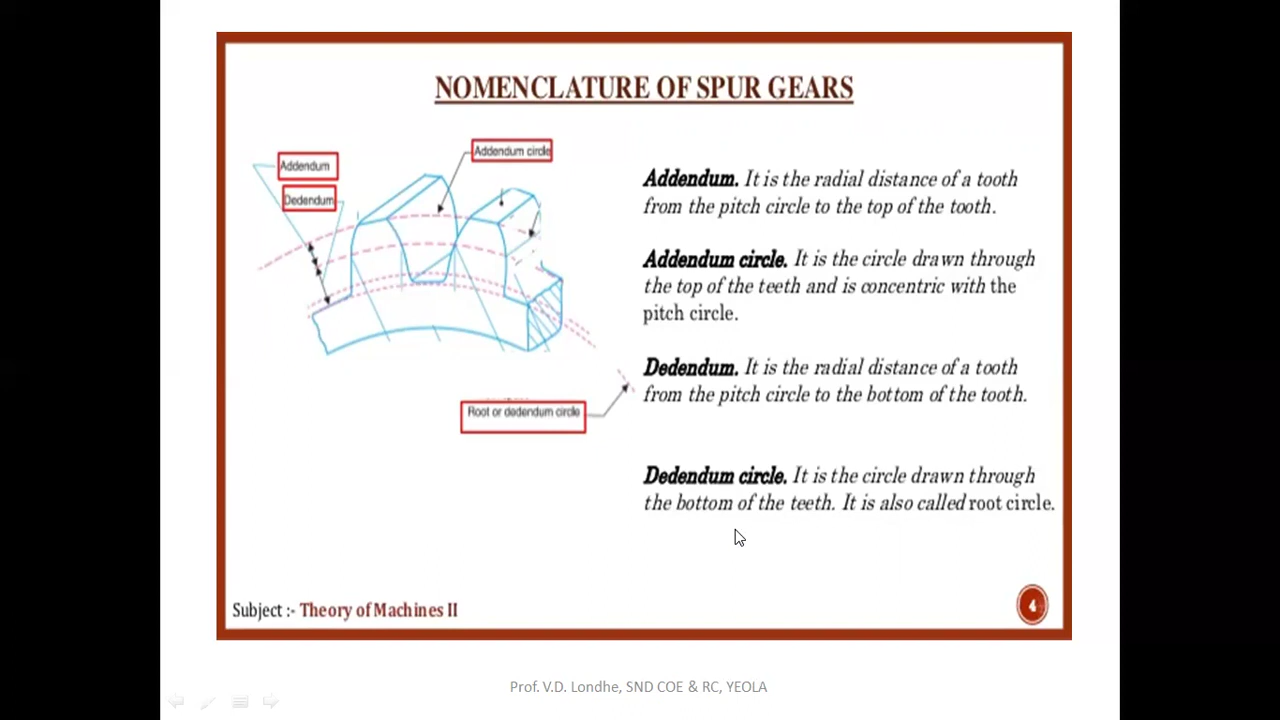 NOMENCLATURE OF SPUR GEARS
Addendum
Dedendum
Addendum circle
Root or dedendum circle
Addendum. It is the radial distance of a tooth
from the pitch circle to the top of the tooth.
Addendum circle. It is the circle drawn through
the top of the teeth and is concentric with the
pitch circle.
Dedendum. It is the radial distance of a tooth
from the pitch circle to the bottom of the tooth.
Dedendum circle. It is the circle drawn through
the bottom of the teeth. It is also called root circle.
Subject :- Theory of Machines II
4
Prof. V.D. Londhe, SND COE & RC, YEOLA